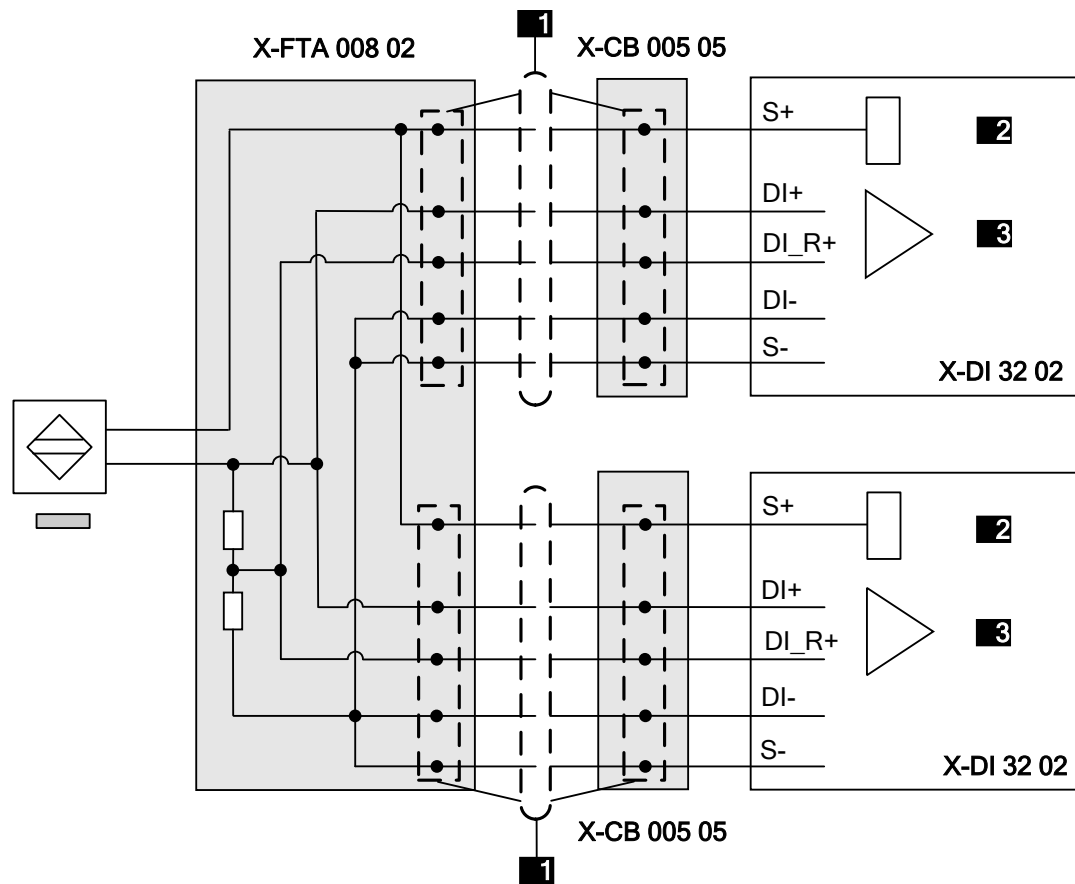 1
X-FTA 008 02
X-CB 005 05
S+
2
DI+
DI_R+
3
DI-
S-
X-DI 32 02
S+
2
DI+
DI_R+
3
DI-
S-
X-DI 32 02
X-CB 005 05
1